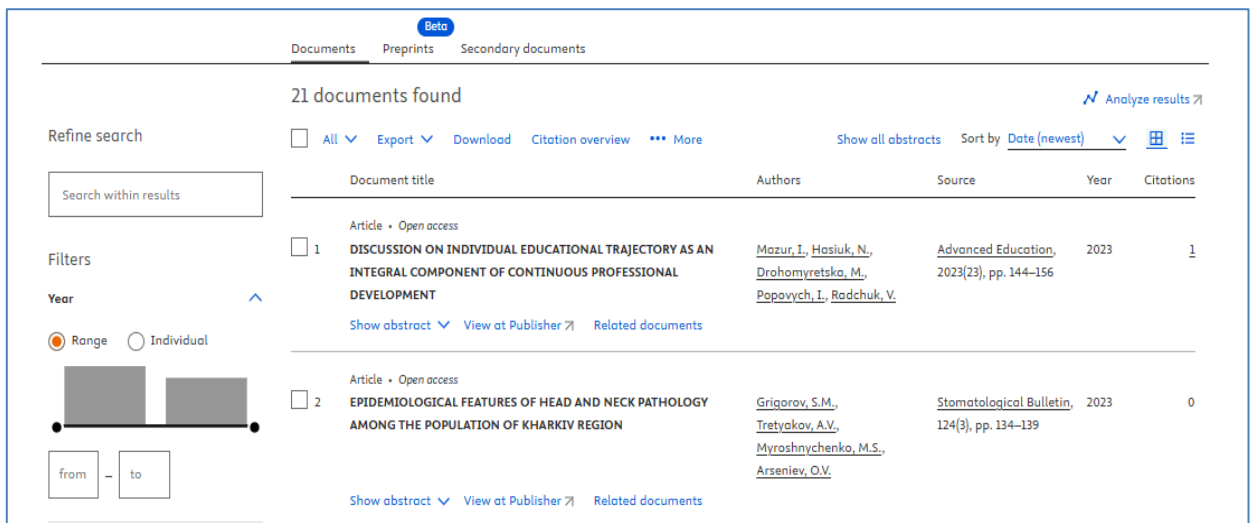 Beta
Documents Preprints Secondary documents
21 documents found
Analyze results
Refine search
All Export Download Citation overview ••• More Show all abstracts Sort by Date (newest)
Search within results
Document title Authors Source Year Citations
Filters
Year
Range Individual
from – to
Article • Open access
1 DISCUSSION ON INDIVIDUAL EDUCATIONAL TRAJECTORY AS AN
INTEGRAL COMPONENT OF CONTINUOUS PROFESSIONAL
DEVELOPMENT
Mazur, I., Hasiuk, N.,
Drohomyretska, M.,
Popovych, I., Radchuk, V.
Advanced Education,
2023(23), pp. 144–156
2023
1
Show abstract View at Publisher Related documents
Article • Open access
2 EPIDEMIOLOGICAL FEATURES OF HEAD AND NECK PATHOLOGY
AMONG THE POPULATION OF KHARKIV REGION
Grigorov, S.M.,
Tretyakov, A.V.,
Myroshnychenko, M.S.,
Arseniev, O.V.
Stomatological Bulletin,
124(3), pp. 134–139
2023
0
Show abstract View at Publisher Related documents